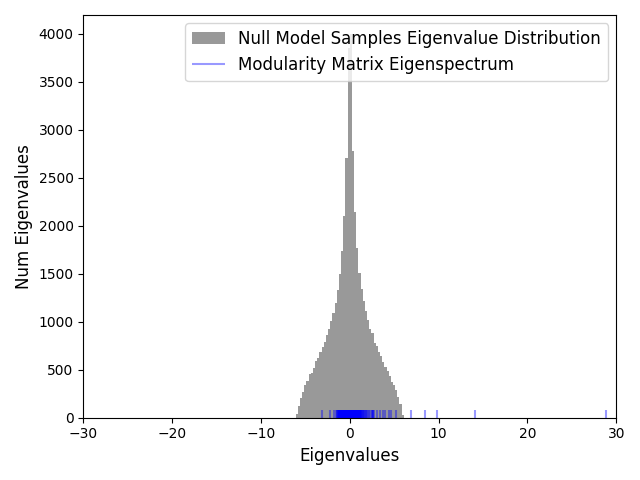 Null Model Samples Eigenvalue Distribution
Modularity Matrix Eigenspectrum
Num Eigenvalues
4000
3500
3000
2500
2000
1500
1000
500
0
−30 −20 −10 0 10 20 30
Eigenvalues